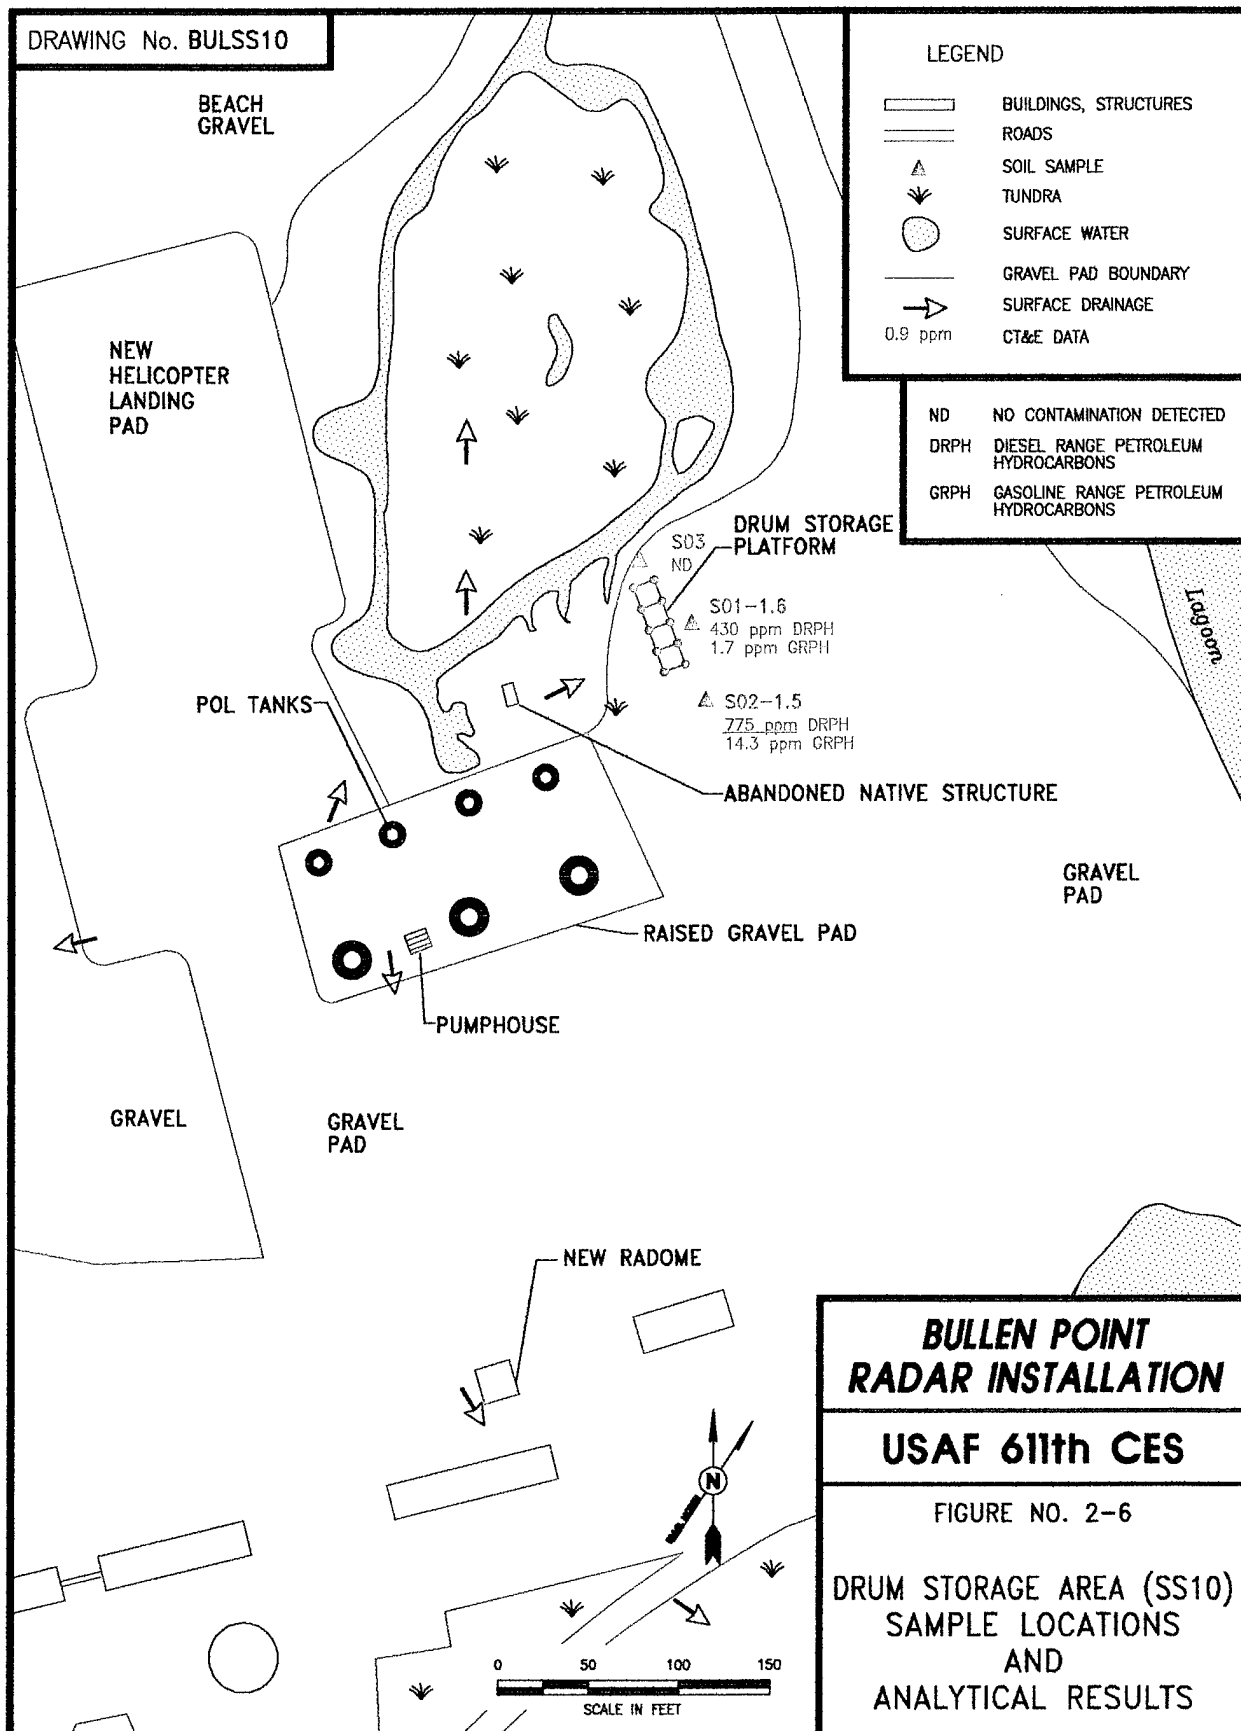 DRAWING No. BULSS10
BEACH
GRAVEL
LEGEND
BUILDINGS, STRUCTURES
ROADS
SOIL SAMPLE
TUNDRA
SURFACE WATER
GRAVEL PAD BOUNDARY
SURFACE DRAINAGE
0.9 ppm CT&E DATA
ND NO CONTAMINATION DETECTED
DRPH DIESEL RANGE PETROLEUM
HYDROCARBONS
GRPH GASOLINE RANGE PETROLEUM
HYDROCARBONS
NEW
HELICOPTER
LANDING
PAD
DRUM STORAGE
PLATFORM
S03
ND
S01-1.6
430 ppm DRPH
1.7 ppm GRPH
Lagoon
POL TANKS
S02-1.5
775 ppm DRPH
14.3 ppm GRPH
ABANDONED NATIVE STRUCTURE
GRAVEL
PAD
RAISED GRAVEL PAD
PUMPHOUSE
GRAVEL
GRAVEL
PAD
NEW RADOME
N
0 50 100 150
SCALE IN FEET
BULLEN POINT
RADAR INSTALLATION
USAF 611th CES
FIGURE NO. 2-6
DRUM STORAGE AREA (SS10)
SAMPLE LOCATIONS
AND
ANALYTICAL RESULTS